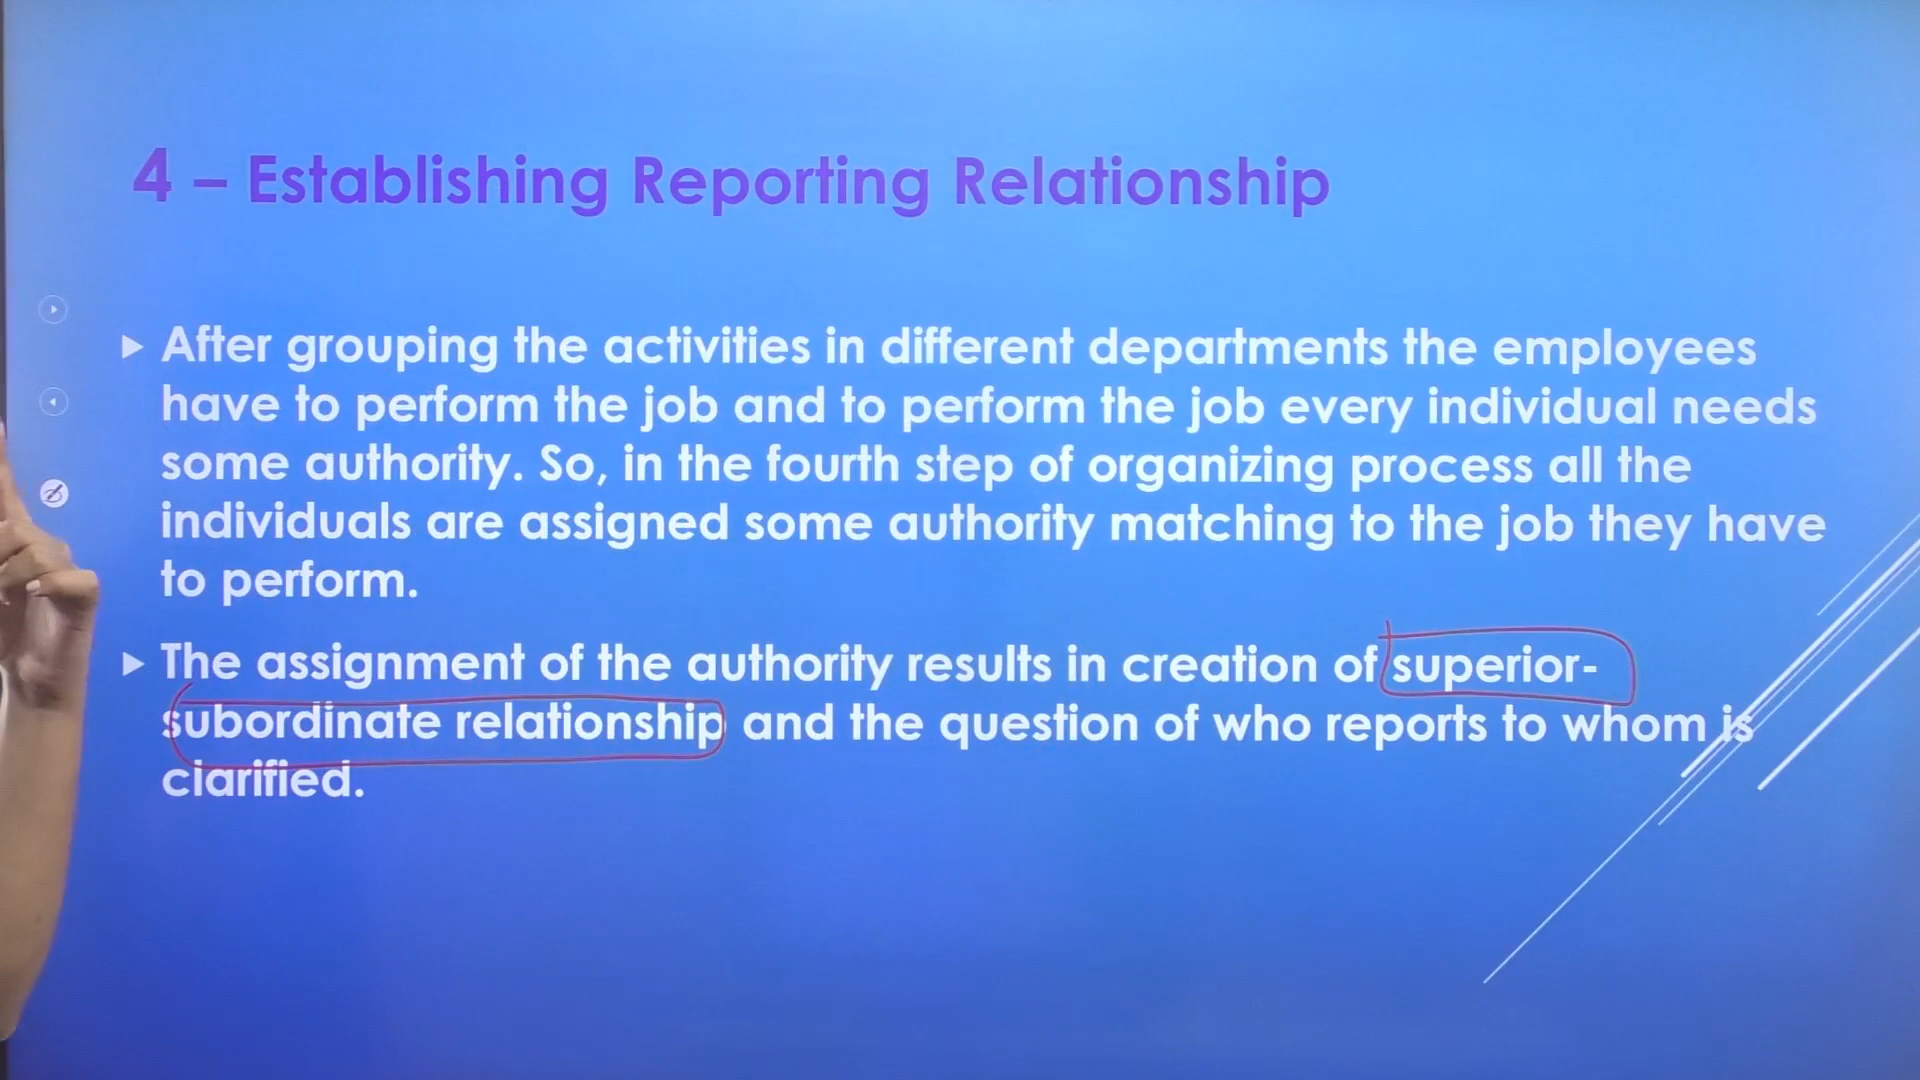 4 – Establishing Reporting Relationship
After grouping the activities in different departments the employees
have to perform the job and to perform the job every individual needs
some authority. So, in the fourth step of organizing process all the
individuals are assigned some authority matching to the job they have
to perform.
The assignment of the authority results in creation of superior-
subordinate relationship and the question of who reports to whom is
clarified.